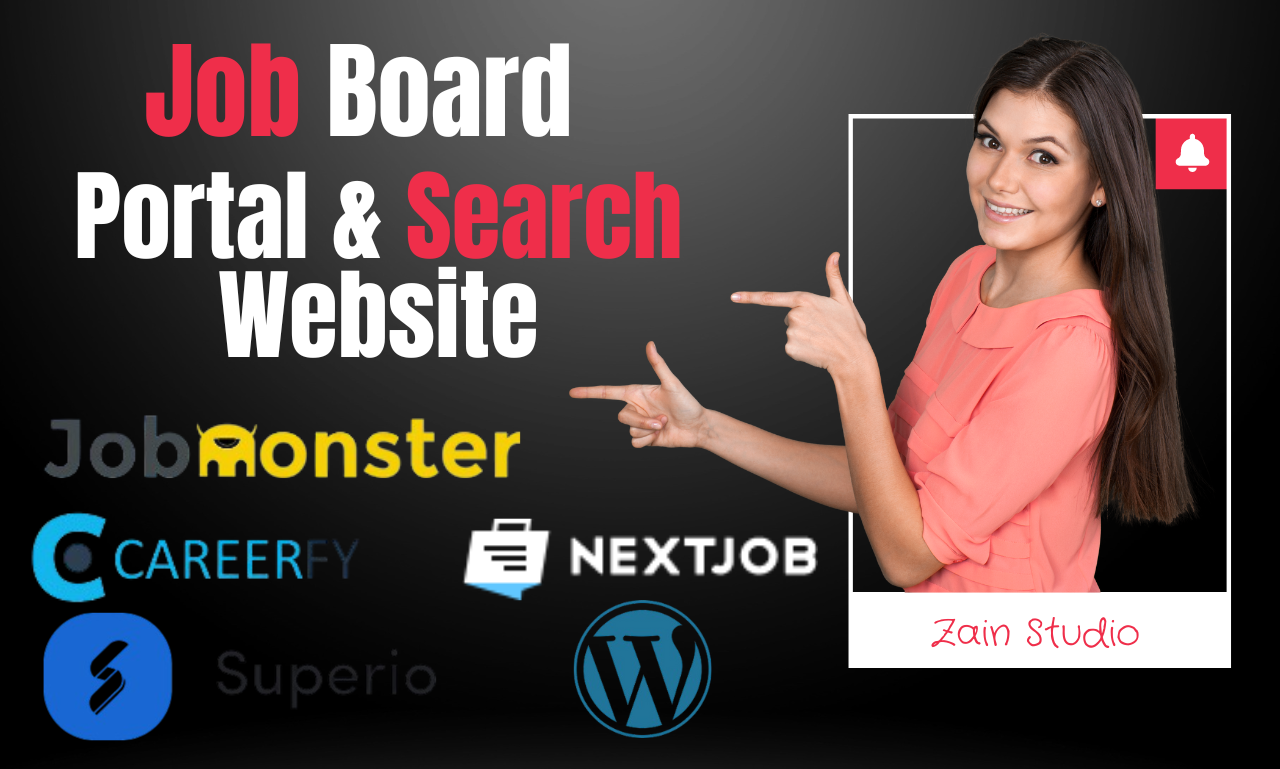 Job Board
Portal & Search
Website
Jobmonster
CAREERFY
NEXTJOB
Superio
Zain Studio